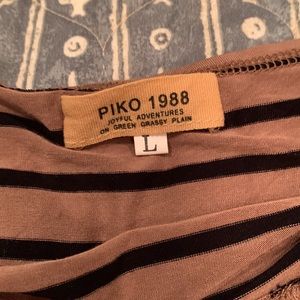 PIKO 1988
JOYFUL ADVENTURES
ON GREEN GRASSY PLAIN
L